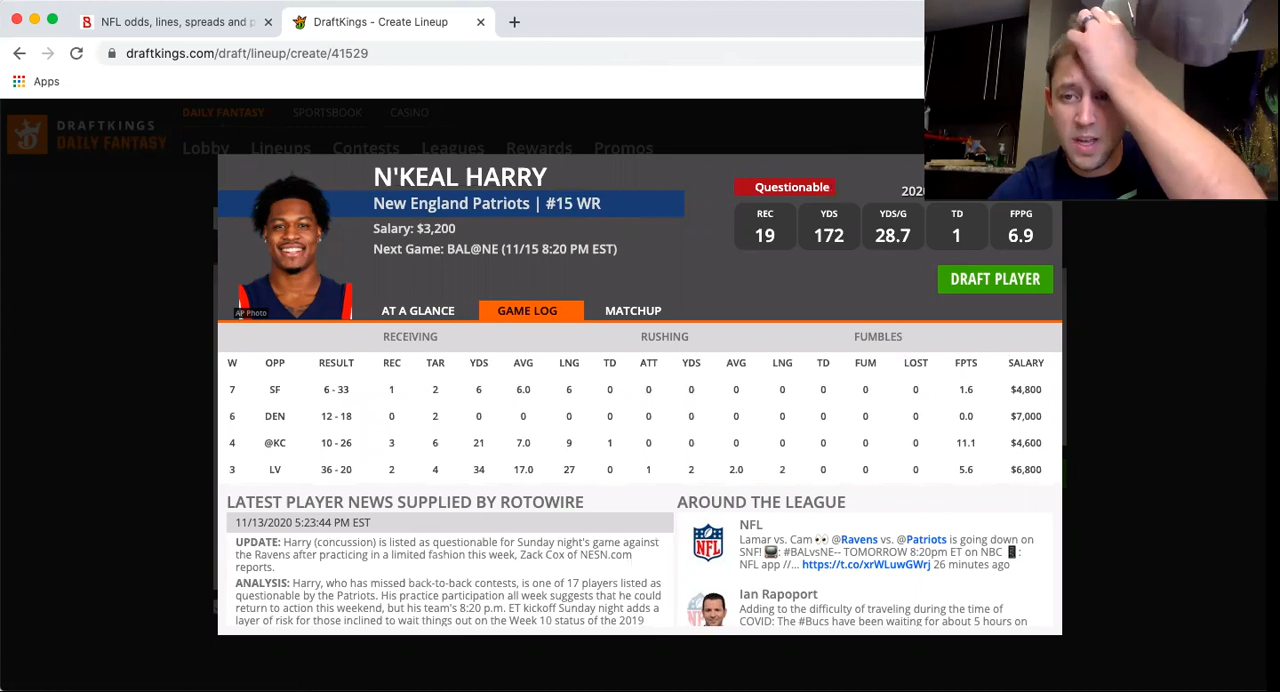 NFL odds, lines, spreads and p
DraftKings - Create Lineup
draftkings.com/draft/lineup/create/41529
Apps
DAILY FANTASY SPORTSBOOK CASINO
DRAFTKINGS
DAILY FANTASY
Lobby Lineups Contests Leagues Rewards Promos
N'KEAL HARRY
New England Patriots | #15 WR
Salary: $3,200
Next Game: BAL@NE (11/15 8:20 PM EST)
Questionable
202
REC YDS YDS/G TD FPPG
19 172 28.7 1 6.9
DRAFT PLAYER
AP Photo
AT A GLANCE GAME LOG MATCHUP
RECEIVING RUSHING FUMBLES
W OPP RESULT REC TAR YDS AVG LNG TD ATT YDS AVG LNG TD FUM LOST FPTS SALARY
7 SF 6 - 33 1 2 6 6.0 6 0 0 0 0 0 0 0 0 1.6 $4,800
6 DEN 12 - 18 0 2 0 0 0 0 0 0 0 0 0 0 0 0.0 $7,000
4 @KC 10 - 26 3 6 21 7.0 9 1 0 0 0 0 0 0 0 11.1 $4,600
3 LV 36 - 20 2 4 34 17.0 27 0 1 2 2.0 2 0 0 0 5.6 $6,800
LATEST PLAYER NEWS SUPPLIED BY ROTOWIRE
11/13/2020 5:23:44 PM EST
UPDATE: Harry (concussion) is listed as questionable for Sunday night's game against
the Ravens after practicing in a limited fashion this week, Zack Cox of NESN.com
reports.
ANALYSIS: Harry, who has missed back-to-back contests, is one of 17 players listed as
questionable by the Patriots. His practice participation all week suggests that he could
return to action this weekend, but his team's 8:20 p.m. ET kickoff Sunday night adds a
layer of risk for those inclined to wait things out on the Week 10 status of the 2019
AROUND THE LEAGUE
NFL
Lamar vs. Cam 👀 @Ravens vs. @Patriots is going down on
SNF! 📺: #BALvsNE-- TOMORROW 8:20pm ET on NBC 📱:
NFL app //... https://t.co/xrWLuwGWrj 26 minutes ago
Ian Rapoport
Adding to the difficulty of traveling during the time of
COVID: The #Bucs have been waiting for about 5 hours on